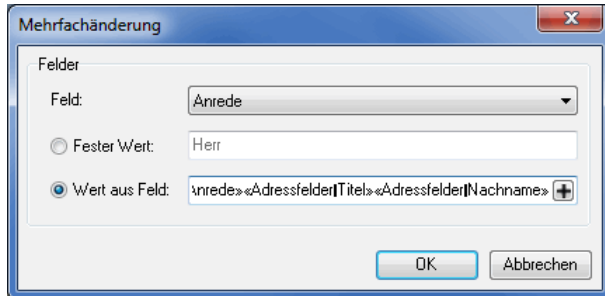 Mehrfachänderung
Felder
Feld: Anrede
Fester Wert: Herr
Wert aus Feld: nrede»«Adressfelder|Titel»«Adressfelder|Nachname»
OK Abbrechen